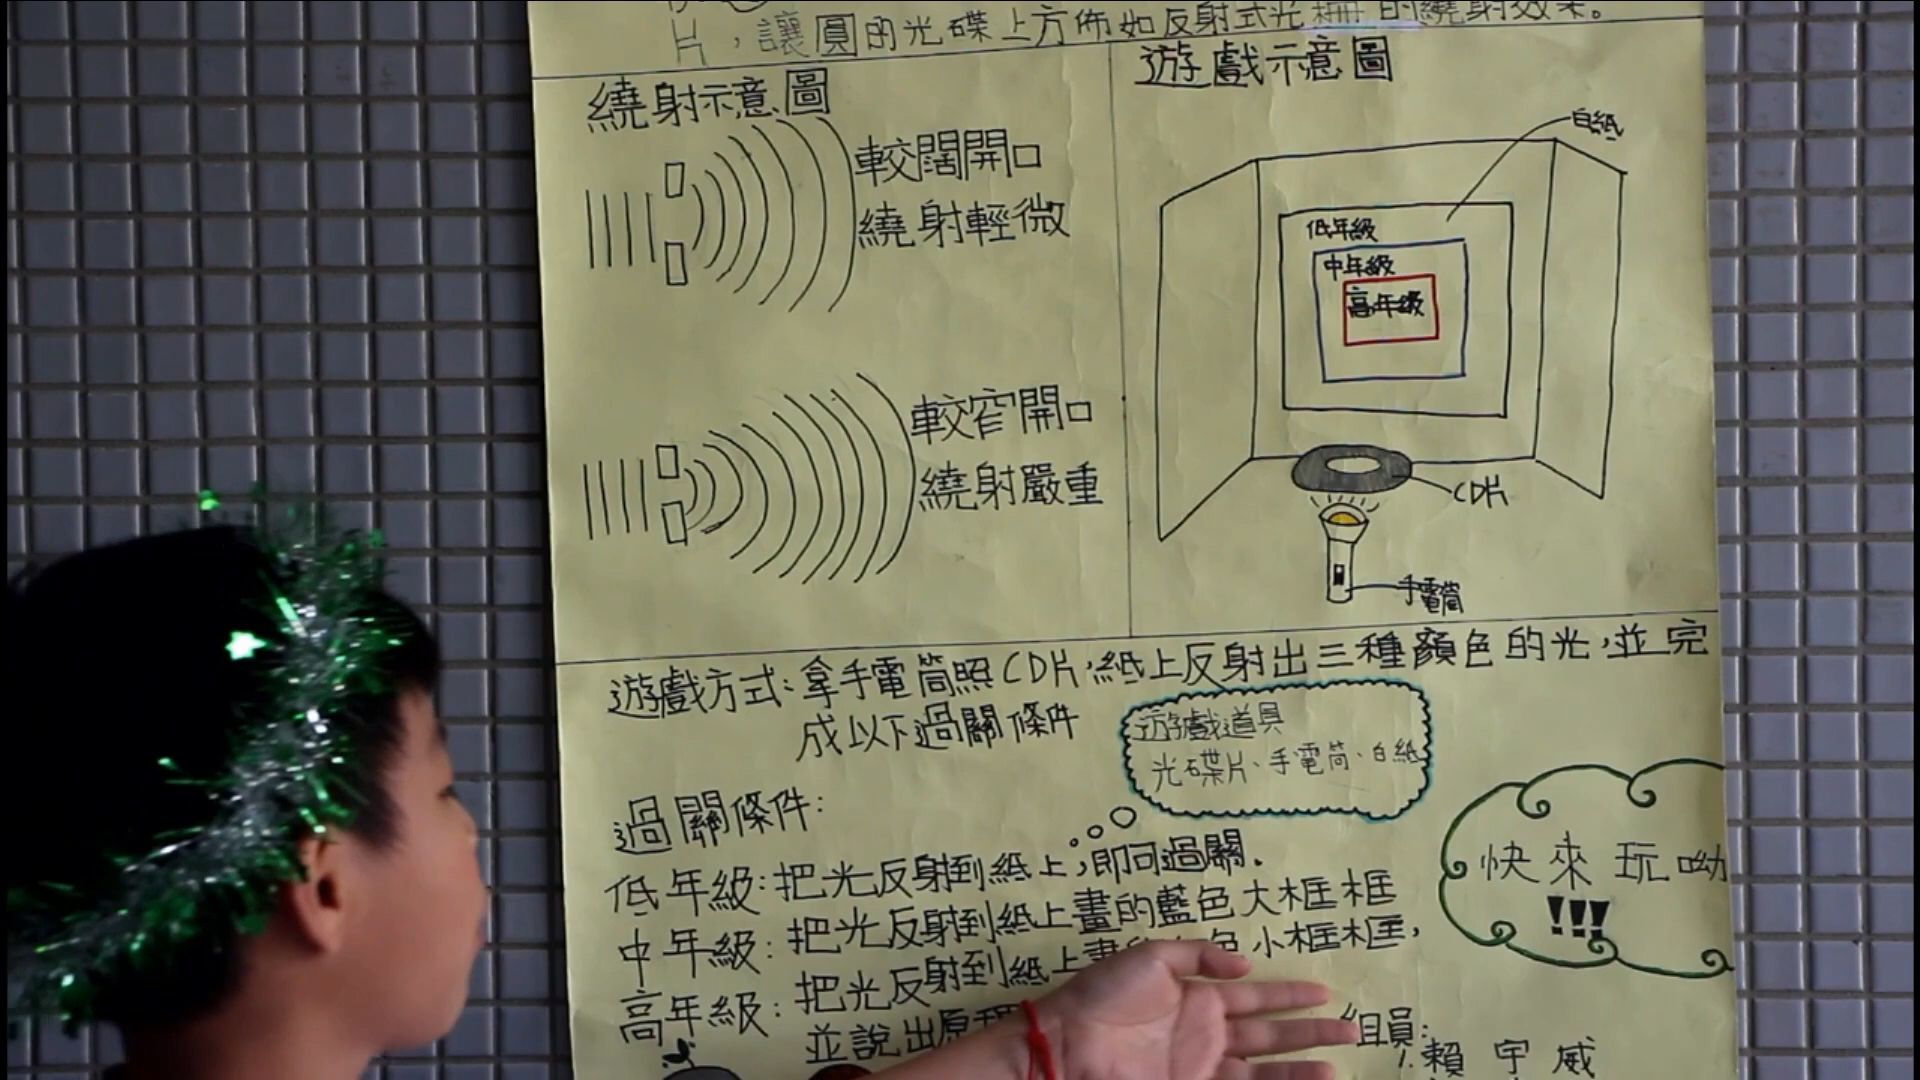 片，讓圓的光碟上方佈如反射式光柵的繞射效果。
繞射示意圖
較闊開口
繞射輕微
較窄開口
繞射嚴重
遊戲示意圖
白紙
低年級
中年級
高年級
CD片
手電筒
遊戲方式：拿手電筒照CD片，紙上反射出三種顏色的光，並完
成以下過關條件
遊戲道具
光碟片、手電筒、白紙
過關條件：
低年級：把光反射到紙上，即可過關.
中年級：把光反射到紙上畫的藍色大框框
高年級：把光反射到紙上畫 色小框框，
並說出原理
快來玩呦
!!!
組員：
1.賴宇威